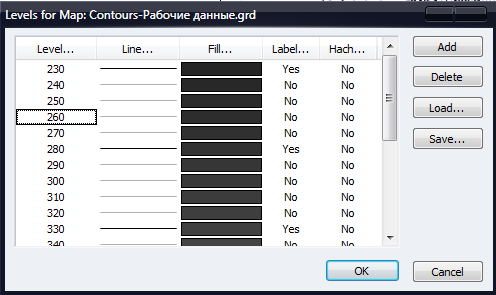 Levels for Map: Contours-Рабочие данные.grd
Level... Line... Fill... Label... Hach...
230 Yes No
240 No No
250 No No
260 No No
270 No No
280 Yes No
290 No No
300 No No
310 No No
320 No No
330 Yes No
340 No No
Add
Delete
Load...
Save...
OK
Cancel